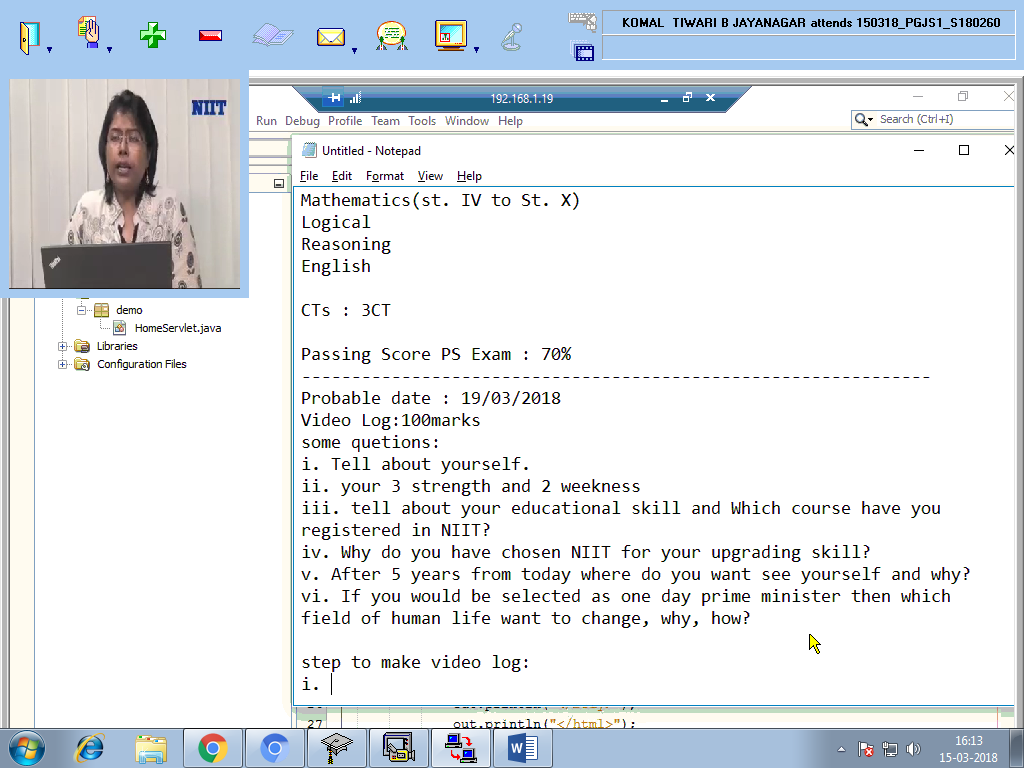 KOMAL TIWARI B JAYANAGAR attends 150318_PGJS1_S180260
NIIT
192.168.1.19
Run Debug Profile Team Tools Window Help
Search (Ctrl+I)
Untitled - Notepad
File Edit Format View Help
Mathematics(st. IV to St. X)
Logical
Reasoning
English
CTs : 3CT
Passing Score PS Exam : 70%
---------------------------------------------------------------
Probable date : 19/03/2018
Video Log:100marks
some quetions:
i. Tell about yourself.
ii. your 3 strength and 2 weekness
iii. tell about your educational skill and Which course have you
registered in NIIT?
iv. Why do you have chosen NIIT for your upgrading skill?
v. After 5 years from today where do you want see yourself and why?
vi. If you would be selected as one day prime minister then which
field of human life want to change, why, how?
step to make video log:
i.
demo
HomeServlet.java
Libraries
Configuration Files
27 out.println("</html>");
16:13
15-03-2018